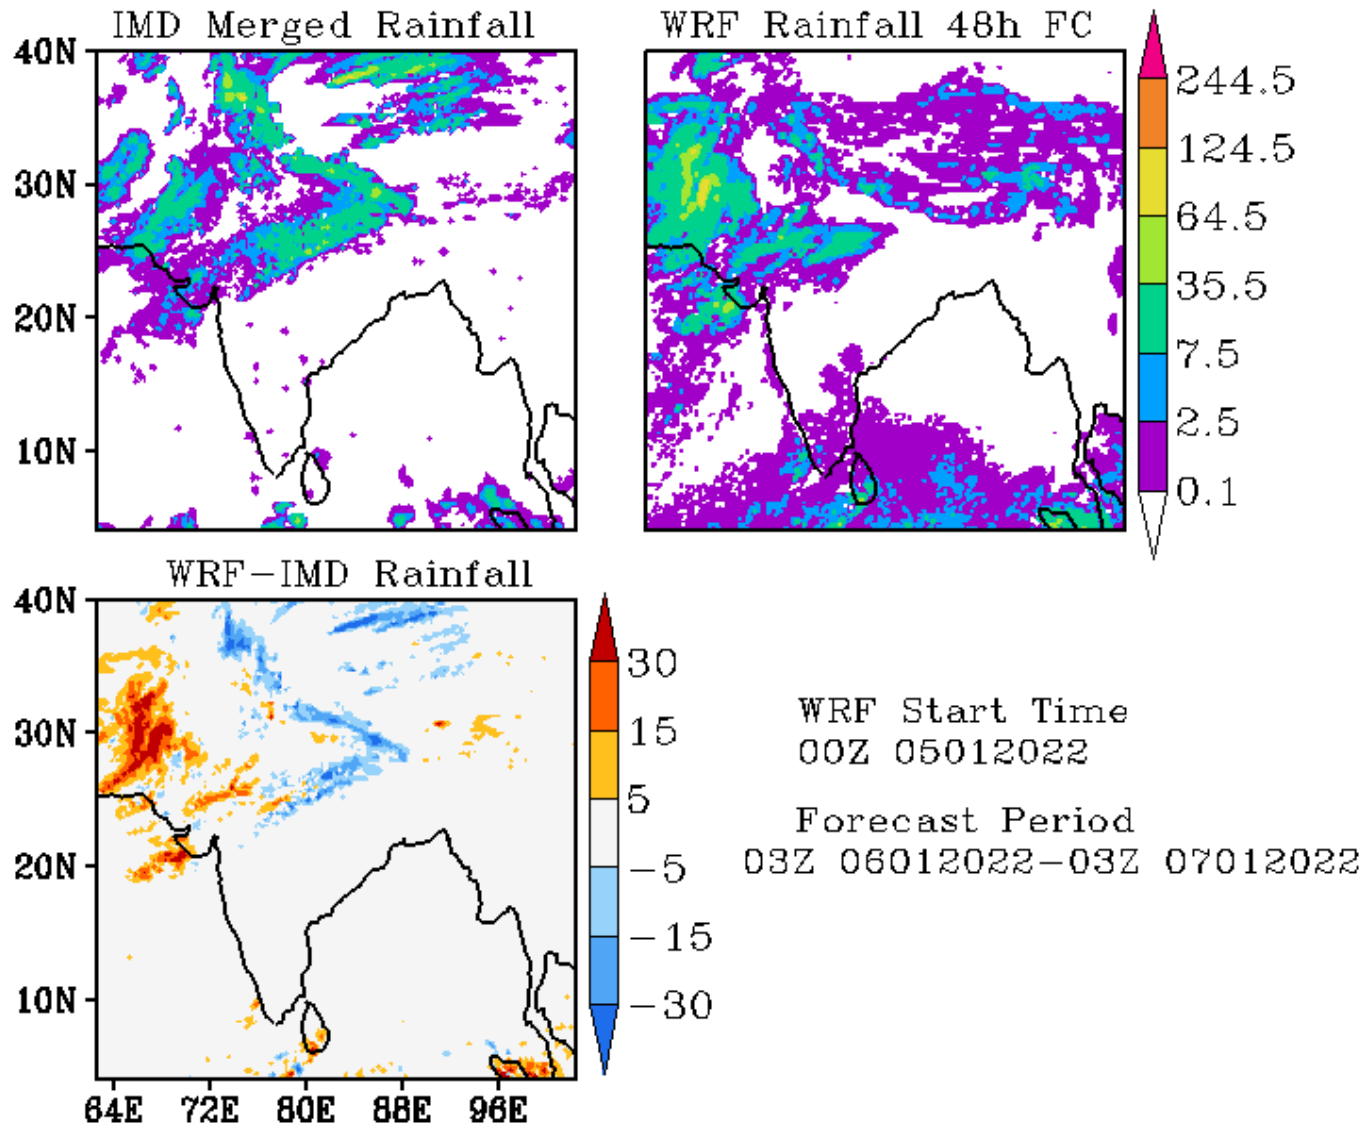 IMD Merged Rainfall
WRF Rainfall 48h FC
40N
30N
20N
10N
244.5
124.5
64.5
35.5
7.5
2.5
0.1
WRF-IMD Rainfall
40N
30N
20N
10N
64E 72E 80E 88E 96E
30
15
5
-5
-15
-30
WRF Start Time
00Z 05012022
Forecast Period
03Z 06012022-03Z 07012022